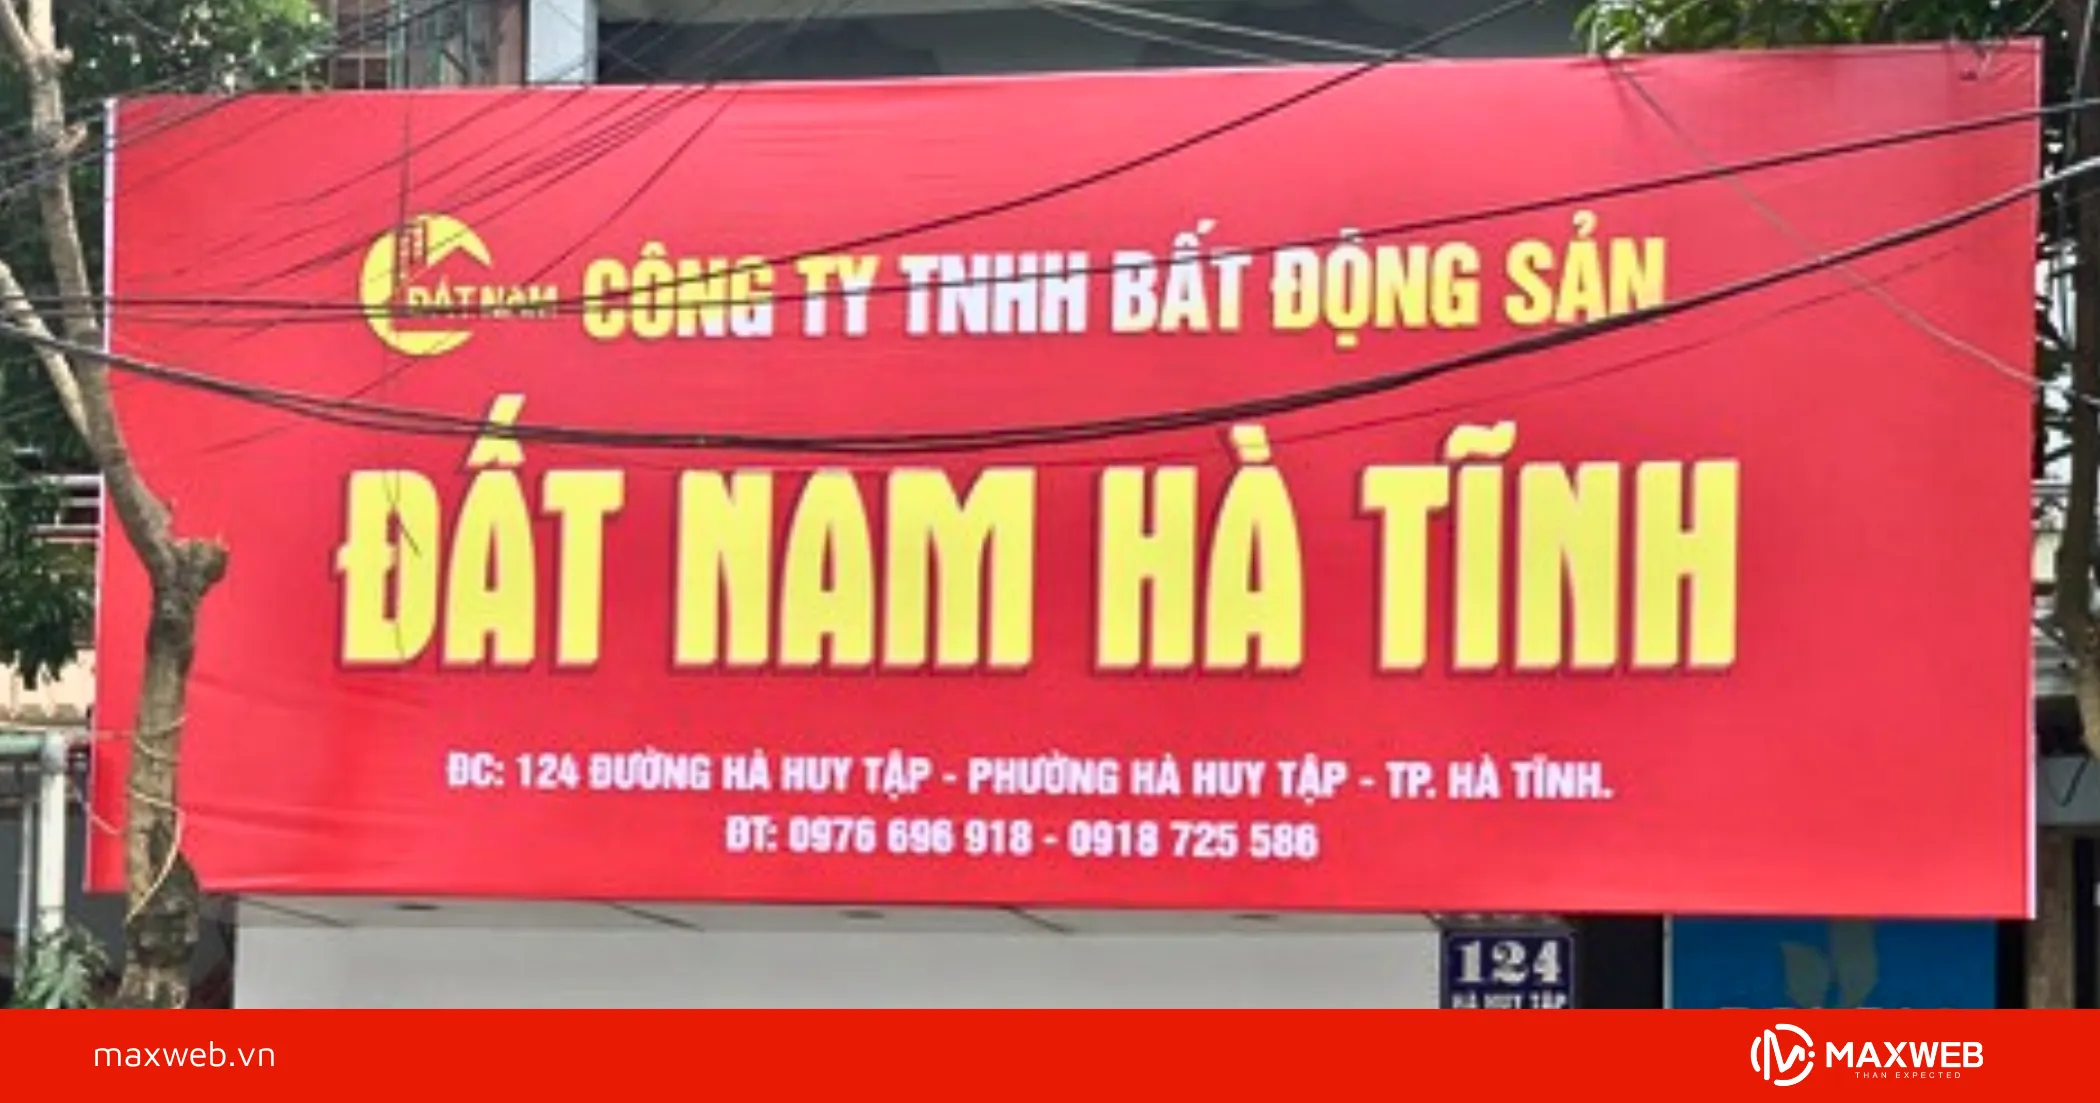 ĐẤT NAM
CÔNG TY TNHH BẤT ĐỘNG SẢN
ĐẤT NAM HÀ TĨNH
ĐC: 124 ĐƯỜNG HÀ HUY TẬP - PHƯỜNG HÀ HUY TẬP - TP. HÀ TĨNH.
ĐT: 0976 696 918 - 0918 725 586
124
HÀ HUY TẬP
maxweb.vn
MAXWEB
THAN EXPECTED